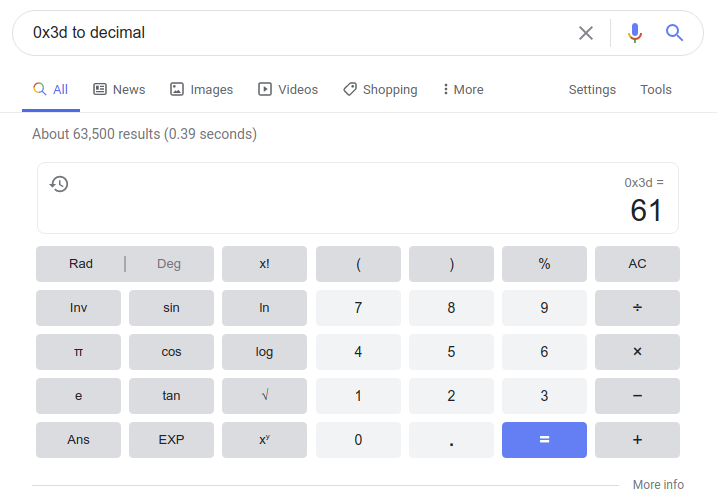 0x3d to decimal
All News Images Videos Shopping More Settings Tools
About 63,500 results (0.39 seconds)
0x3d =
61
Rad Deg x! ( ) % AC
Inv sin ln 7 8 9 ÷
π cos log 4 5 6 ×
e tan √ 1 2 3 −
Ans EXP xʸ 0 . = +
More info